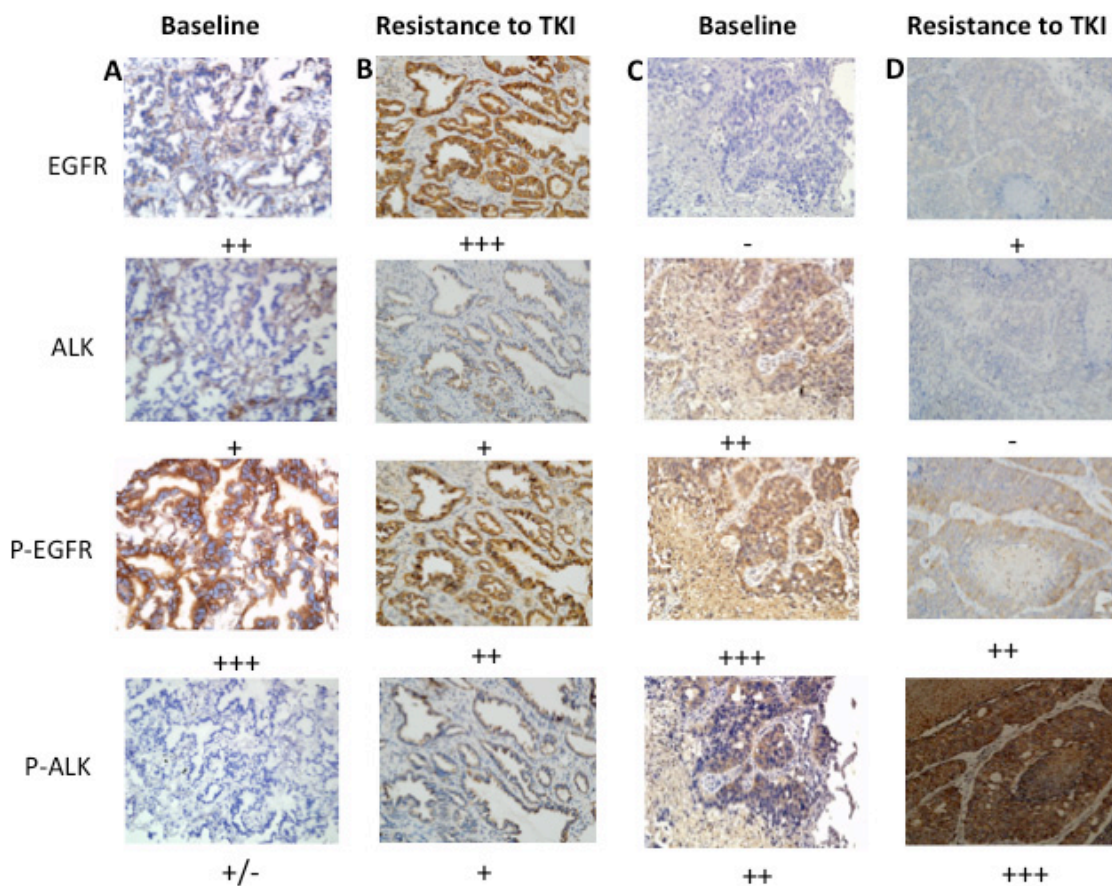 Baseline Resistance to TKI Baseline Resistance to TKI
A B C D
EGFR
++ +++ - +
ALK
+ + ++ -
P-EGFR
+++ ++ +++ ++
P-ALK
+/- + ++ +++